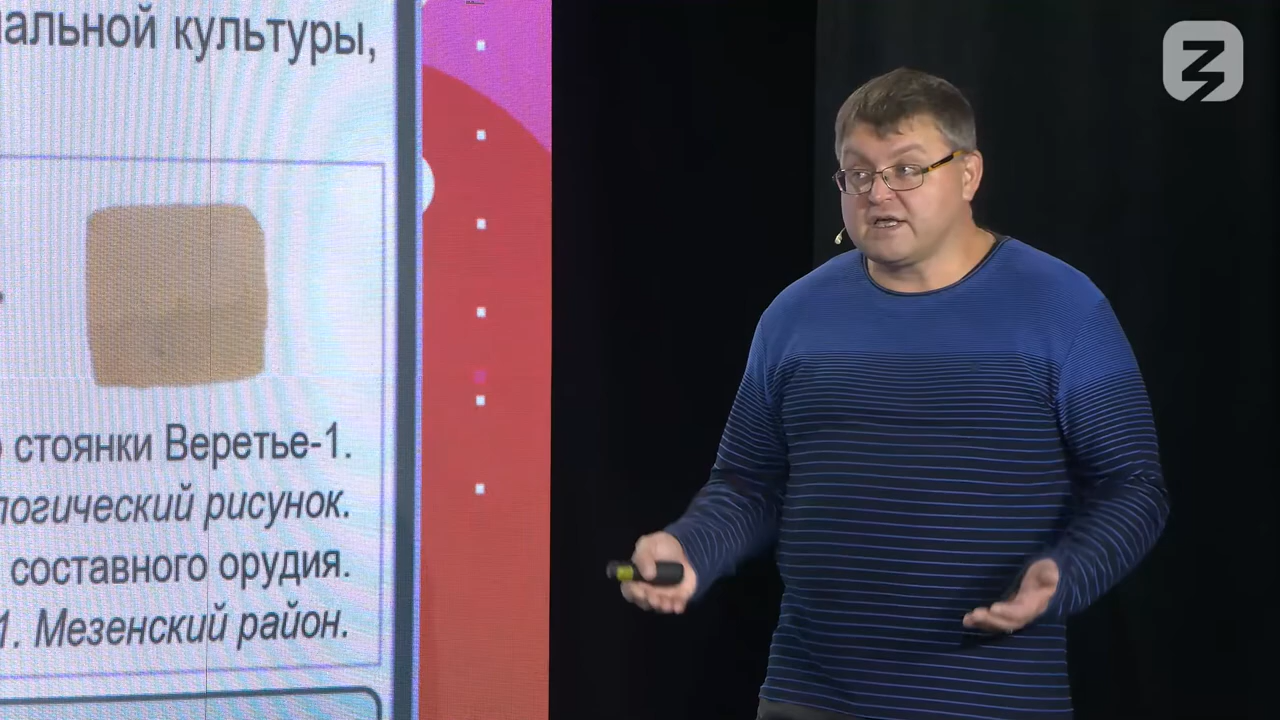 альной культуры,
стоянки Веретье-1.
логический рисунок.
составного орудия.
1. Мезенский район.